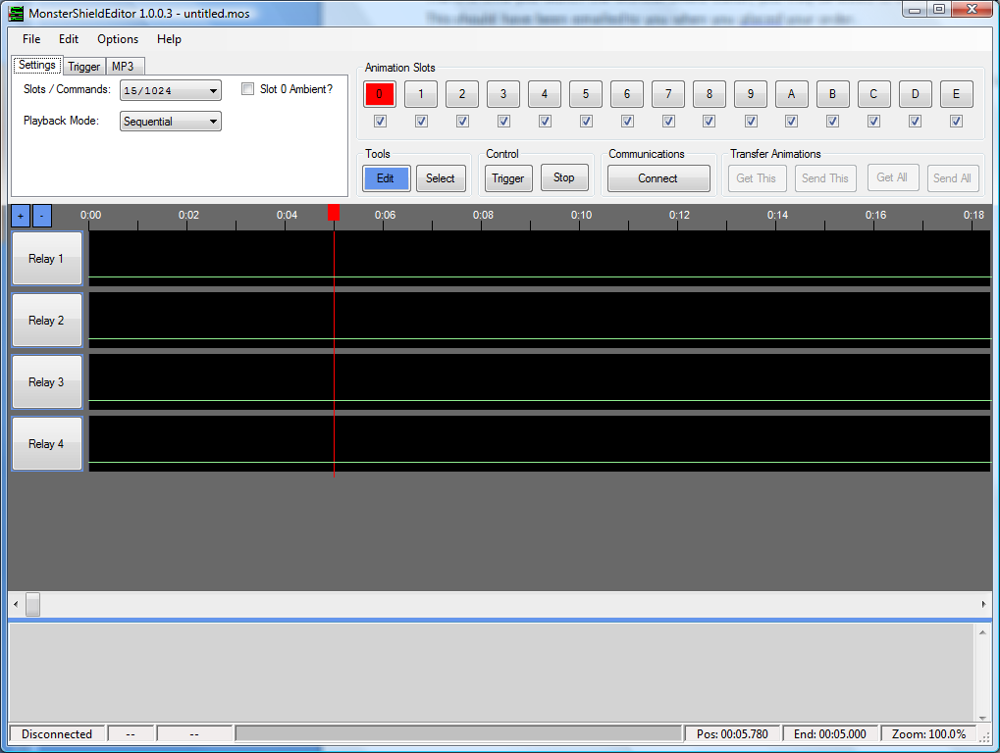 MonsterShieldEditor 1.0.0.3 - untitled.mos
This should have been emailed to you when you placed your order.
File Edit Options Help
Settings Trigger MP3
Slots / Commands: 15/1024 Slot 0 Ambient?
Playback Mode: Sequential
Animation Slots
0 1 2 3 4 5 6 7 8 9 A B C D E
Tools
Edit Select
Control
Trigger Stop
Communications
Connect
Transfer Animations
Get This Send This Get All Send All
+ - 0:00 0:02 0:04 0:06 0:08 0:10 0:12 0:14 0:16 0:18
Relay 1
Relay 2
Relay 3
Relay 4
Disconnected -- -- Pos: 00:05.780 End: 00:05.000 Zoom: 100.0%